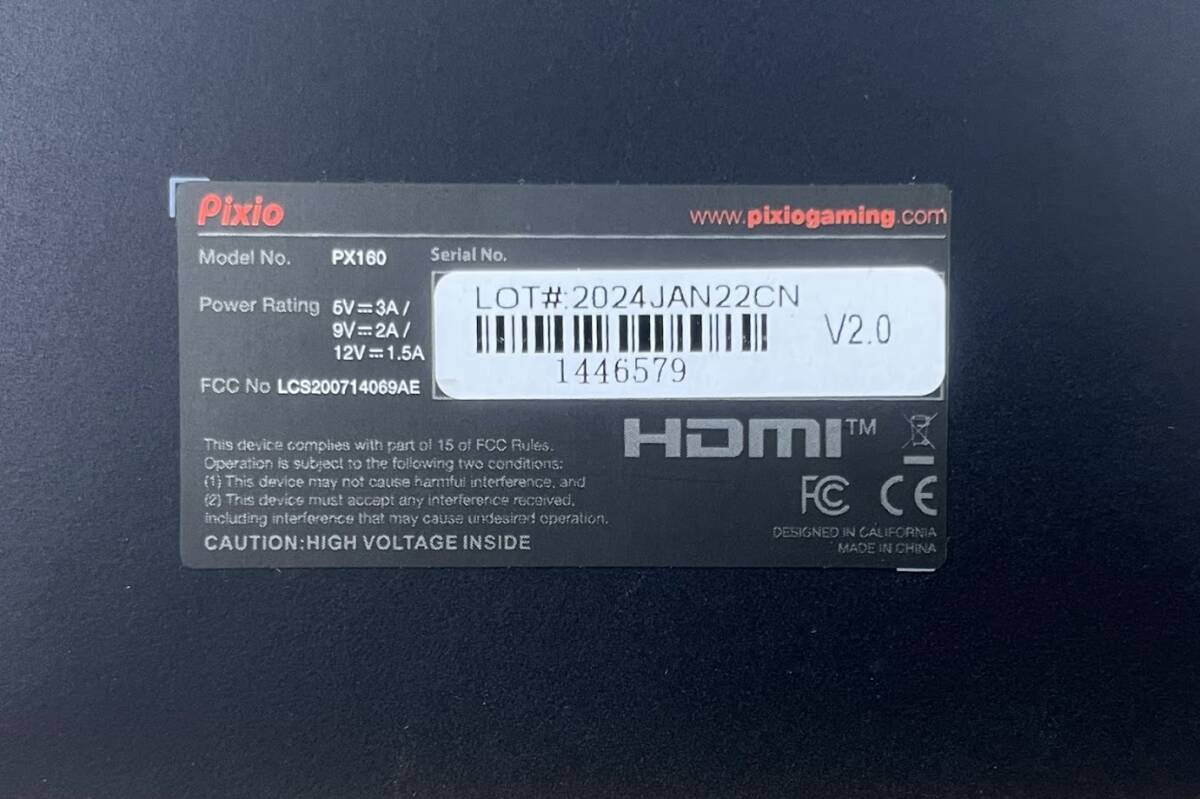 Pixio
www.pixiogaming.com
Model No. PX160
Serial No.
Power Rating 5V⎓3A /
9V⎓2A /
12V⎓1.5A
LOT#:2024JAN22CN
V2.0
1446579
FCC No LCS200714069AE
HDMI™
This device complies with part of 15 of FCC Rules.
Operation is subject to the following two conditions:
(1) This device may not cause harmful interference, and
(2) This device must accept any interference received,
including interference that may cause undesired operation.
CAUTION:HIGH VOLTAGE INSIDE
FC CE
DESIGNED IN CALIFORNIA
MADE IN CHINA